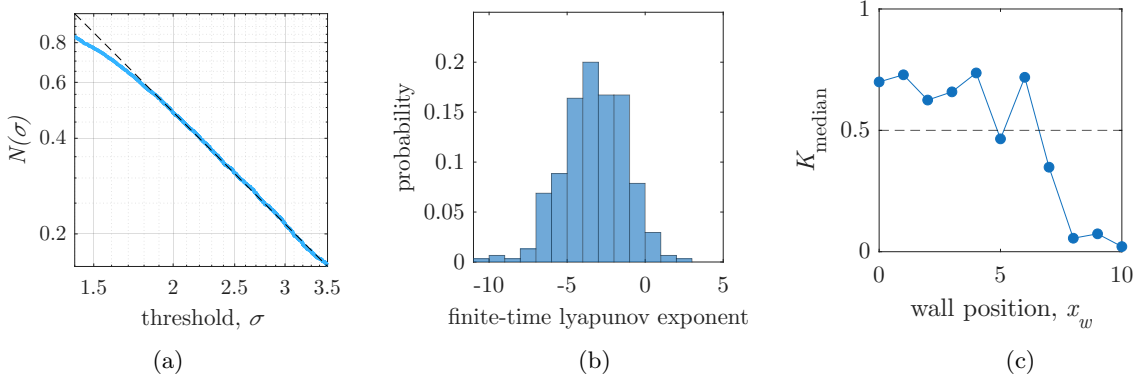 0.8
0.6
0.4
0.2
N(σ)
1.5 2 2.5 3 3.5
threshold, σ
(a)
0.2
0.15
0.1
0.05
0
probability
-10 -5 0 5
finite-time lyapunov exponent
(b)
1
0.5
0
K_median
0 5 10
wall position, x_w
(c)